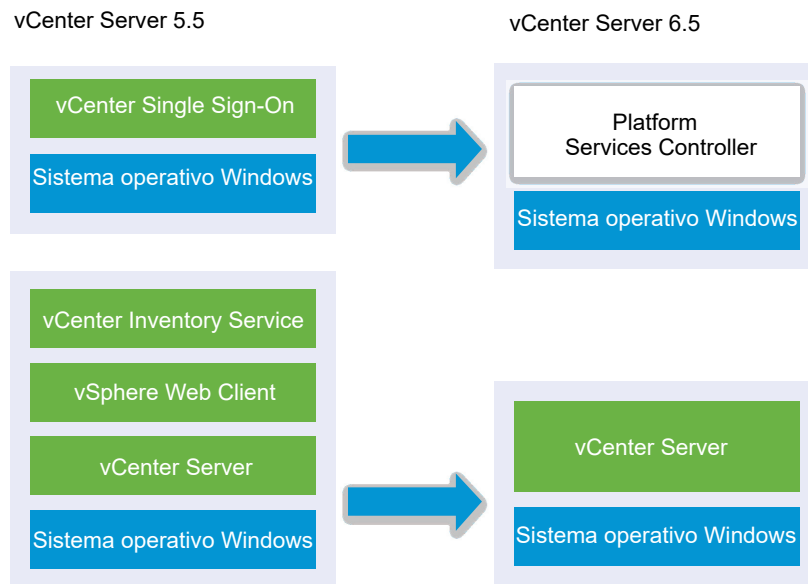 vCenter Server 5.5
vCenter Server 6.5
vCenter Single Sign-On
Sistema operativo Windows
Platform
Services Controller
Sistema operativo Windows
vCenter Inventory Service
vSphere Web Client
vCenter Server
Sistema operativo Windows
vCenter Server
Sistema operativo Windows